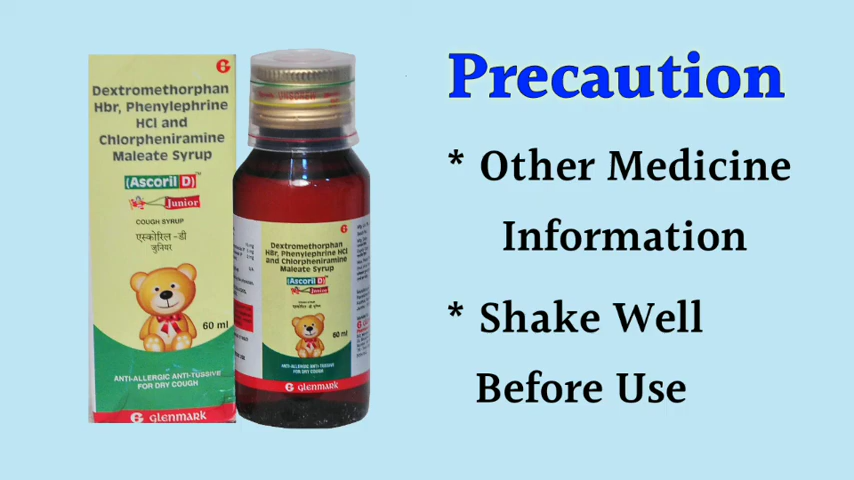 G
Dextromethorphan
Hbr, Phenylephrine
HCl and
Chlorpheniramine
Maleate Syrup
(Ascoril D)™
Junior
COUGH SYRUP
एस्कोरिल -डी
जुनियर
60 ml
ANTI-ALLERGIC ANTI-TUSSIVE
FOR DRY COUGH
G glenmark
G
Dextromethorphan
HBr, Phenylephrine HCl
and Chlorpheniramine
Maleate Syrup
(Ascoril D)
Junior
60 ml
ANTI-ALLERGIC ANTI-TUSSIVE
FOR DRY COUGH
G glenmark
Precaution
* Other Medicine
Information
* Shake Well
Before Use